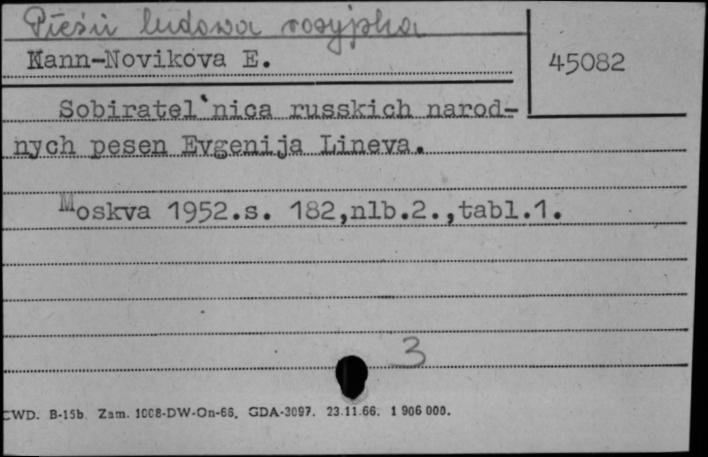 Pieśń ludowa rosyjska
Kann-Novikova E.
45082
Sobiratel'nica russkich narod-
nych pesen Evgenija Lineva.
Moskva 1952.s. 182,nlb.2.,tabl.1.
3
CWD. B-15b. Zam. 1008-DW-On-66. GDA-3097. 23.11.66. 1 906 000.